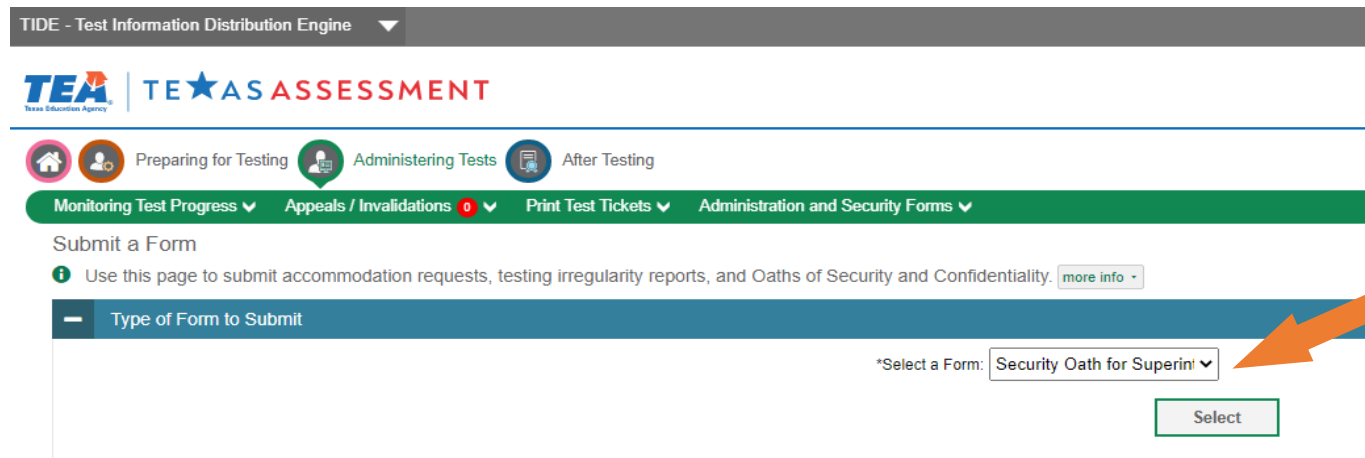 TIDE - Test Information Distribution Engine
TEA
Texas Education Agency
TEXAS ASSESSMENT
Preparing for Testing Administering Tests After Testing
Monitoring Test Progress Appeals / Invalidations 0 Print Test Tickets Administration and Security Forms
Submit a Form
Use this page to submit accommodation requests, testing irregularity reports, and Oaths of Security and Confidentiality. more info
Type of Form to Submit
*Select a Form: Security Oath for Superint
Select